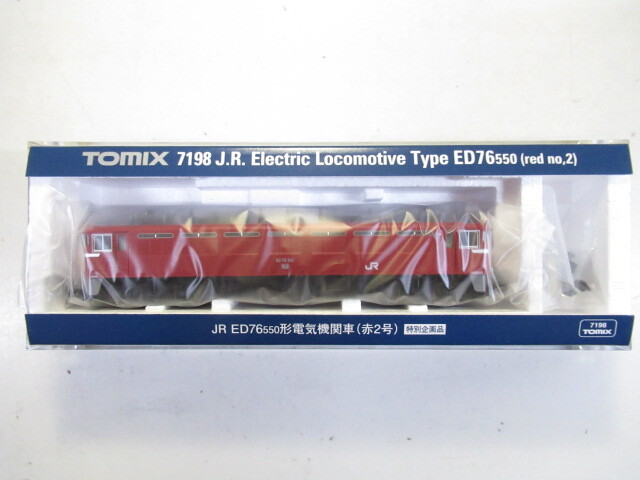 TOMIX 7198 J.R. Electric Locomotive Type ED76550 (red no,2)
JR
JR ED76550形電気機関車(赤2号) 特別企画品
7198
TOMIX